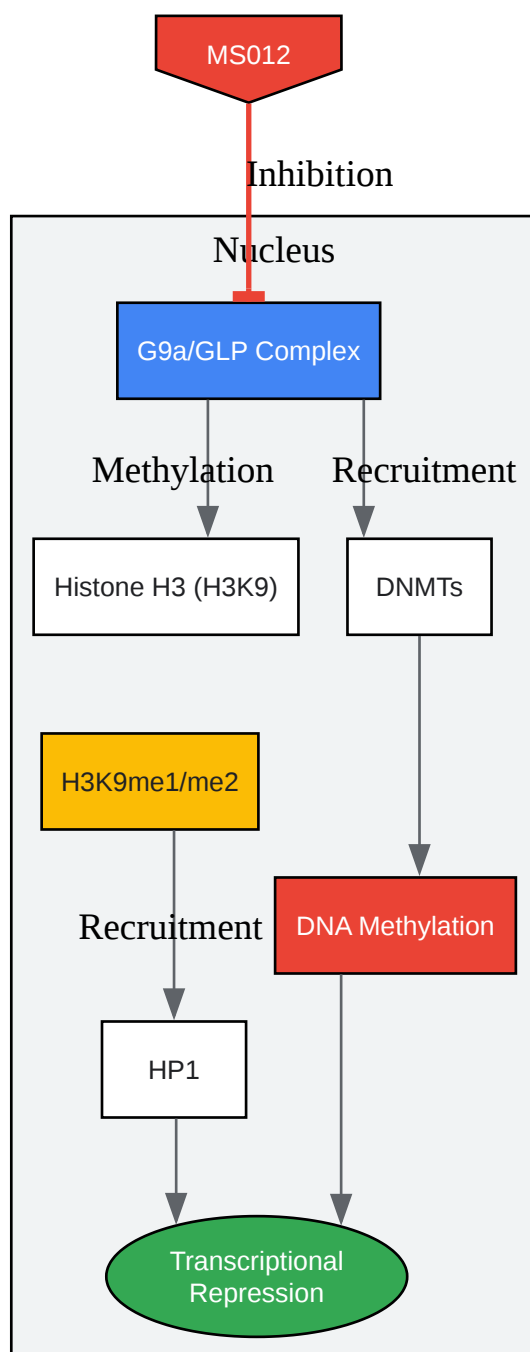 MS012
Inhibition
Nucleus
G9a/GLP Complex
Methylation
Recruitment
Histone H3 (H3K9)
DNMTs
H3K9me1/me2
Recruitment
DNA Methylation
HP1
Transcriptional
Repression